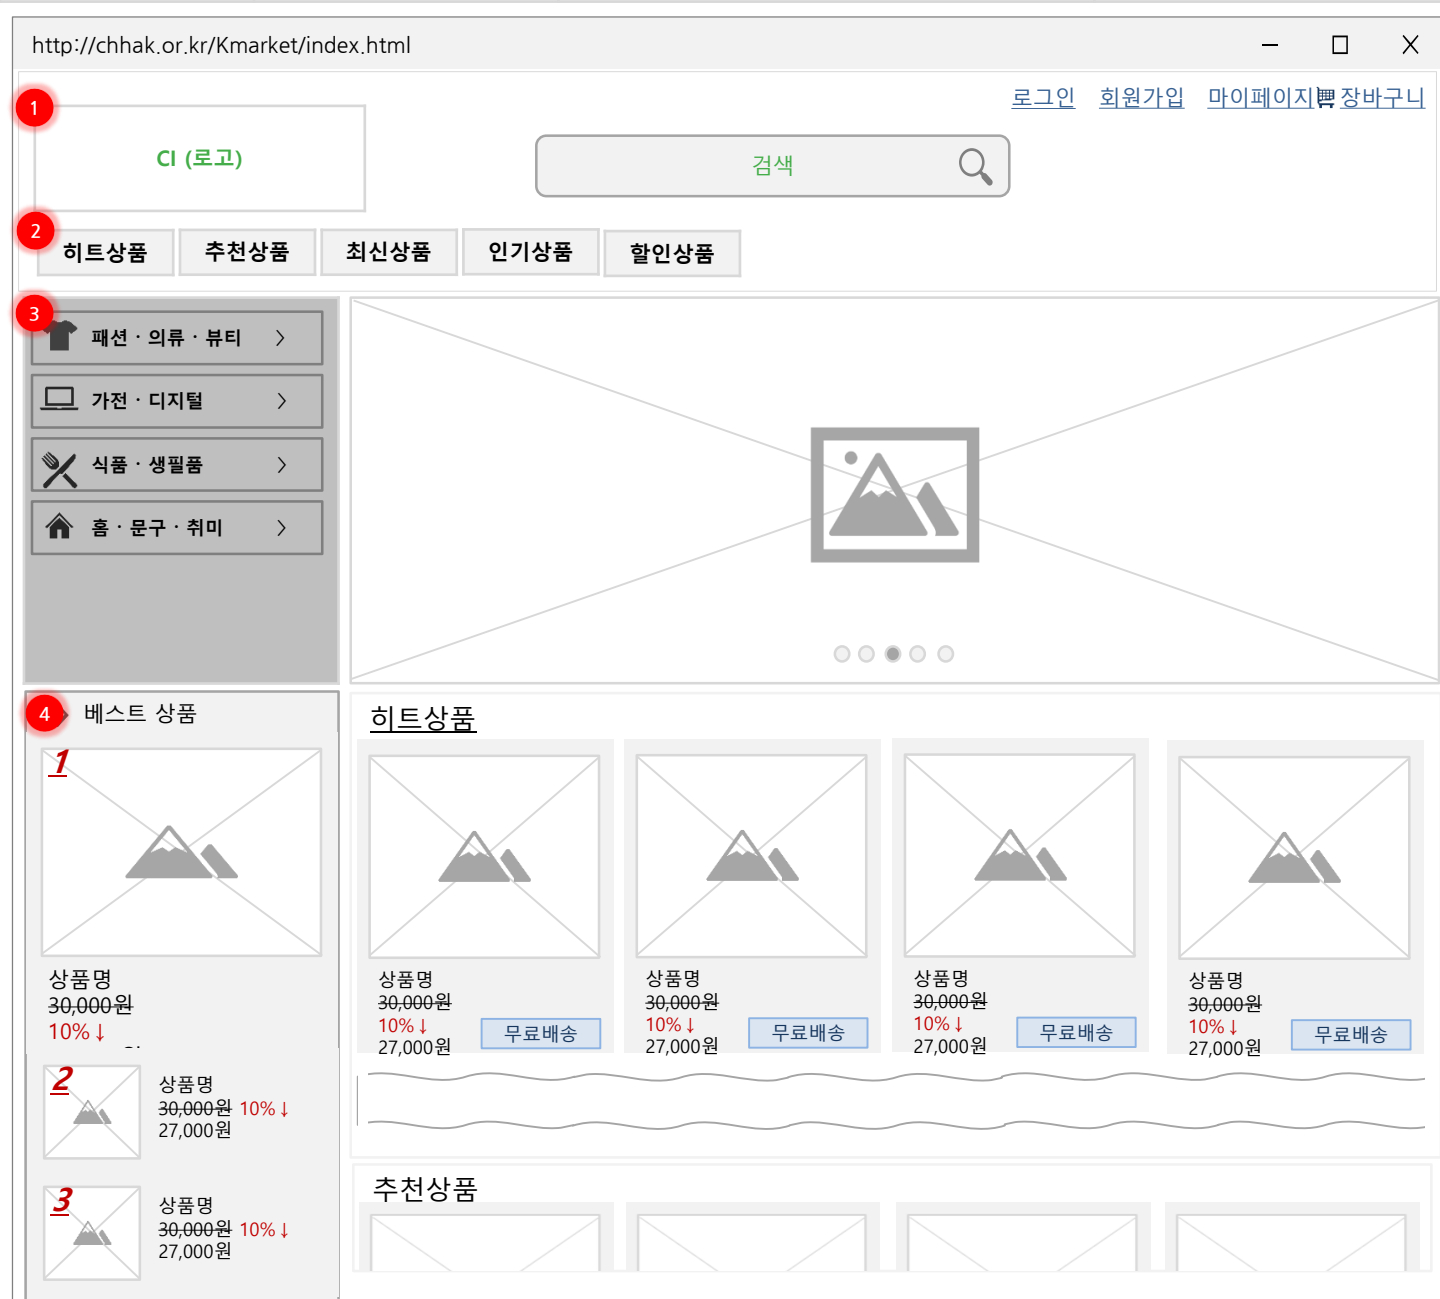 http://chhak.or.kr/Kmarket/index.html
로그인 회원가입 마이페이지 장바구니
1
CI (로고)
검색
2
히트상품 추천상품 최신상품 인기상품 할인상품
3
패션 · 의류 · 뷰티
가전 · 디지털
식품 · 생필품
홈 · 문구 · 취미
4
베스트 상품
1
상품명
30,000원
10%↓
2
상품명
30,000원 10%↓
27,000원
3
상품명
30,000원 10%↓
27,000원
히트상품
상품명
30,000원
10%↓
27,000원
무료배송
상품명
30,000원
10%↓
27,000원
무료배송
상품명
30,000원
10%↓
27,000원
무료배송
상품명
30,000원
10%↓
27,000원
무료배송
추천상품